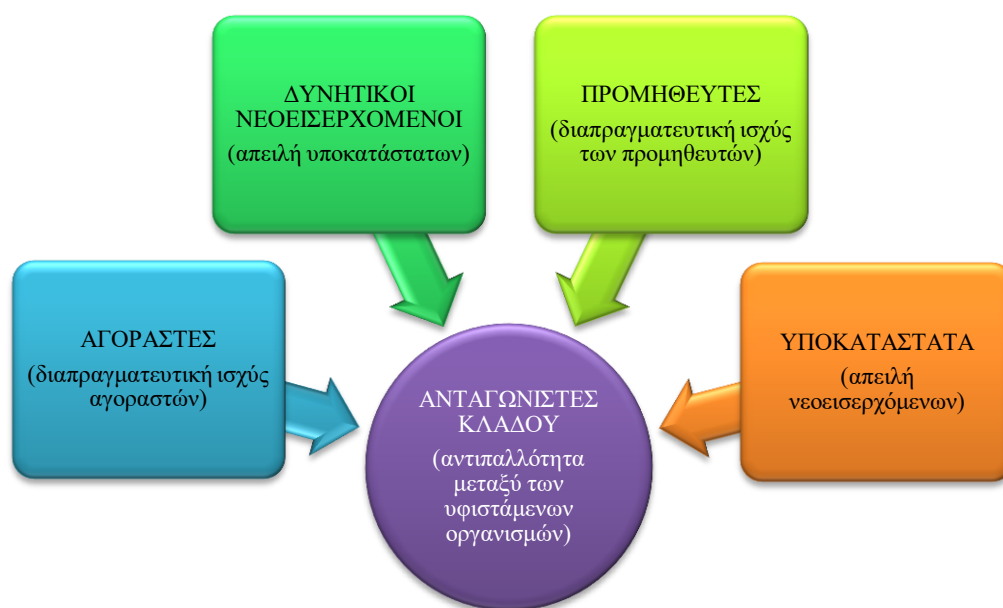 ΔΥΝΗΤΙΚΟΙ
ΝΕΟΕΙΣΕΡΧΟΜΕΝΟΙ
(απειλή υποκατάστατων)
ΠΡΟΜΗΘΕΥΤΕΣ
(διαπραγματευτική ισχύς
των προμηθευτών)
ΑΓΟΡΑΣΤΕΣ
(διαπραγματευτική ισχύς
αγοραστών)
ΥΠΟΚΑΤΑΣΤΑΤΑ
(απειλή
νεοεισερχόμενων)
ΑΝΤΑΓΩΝΙΣΤΕΣ
ΚΛΑΔΟΥ
(αντιπαλλότητα
μεταξύ των
υφιστάμενων
οργανισμών)